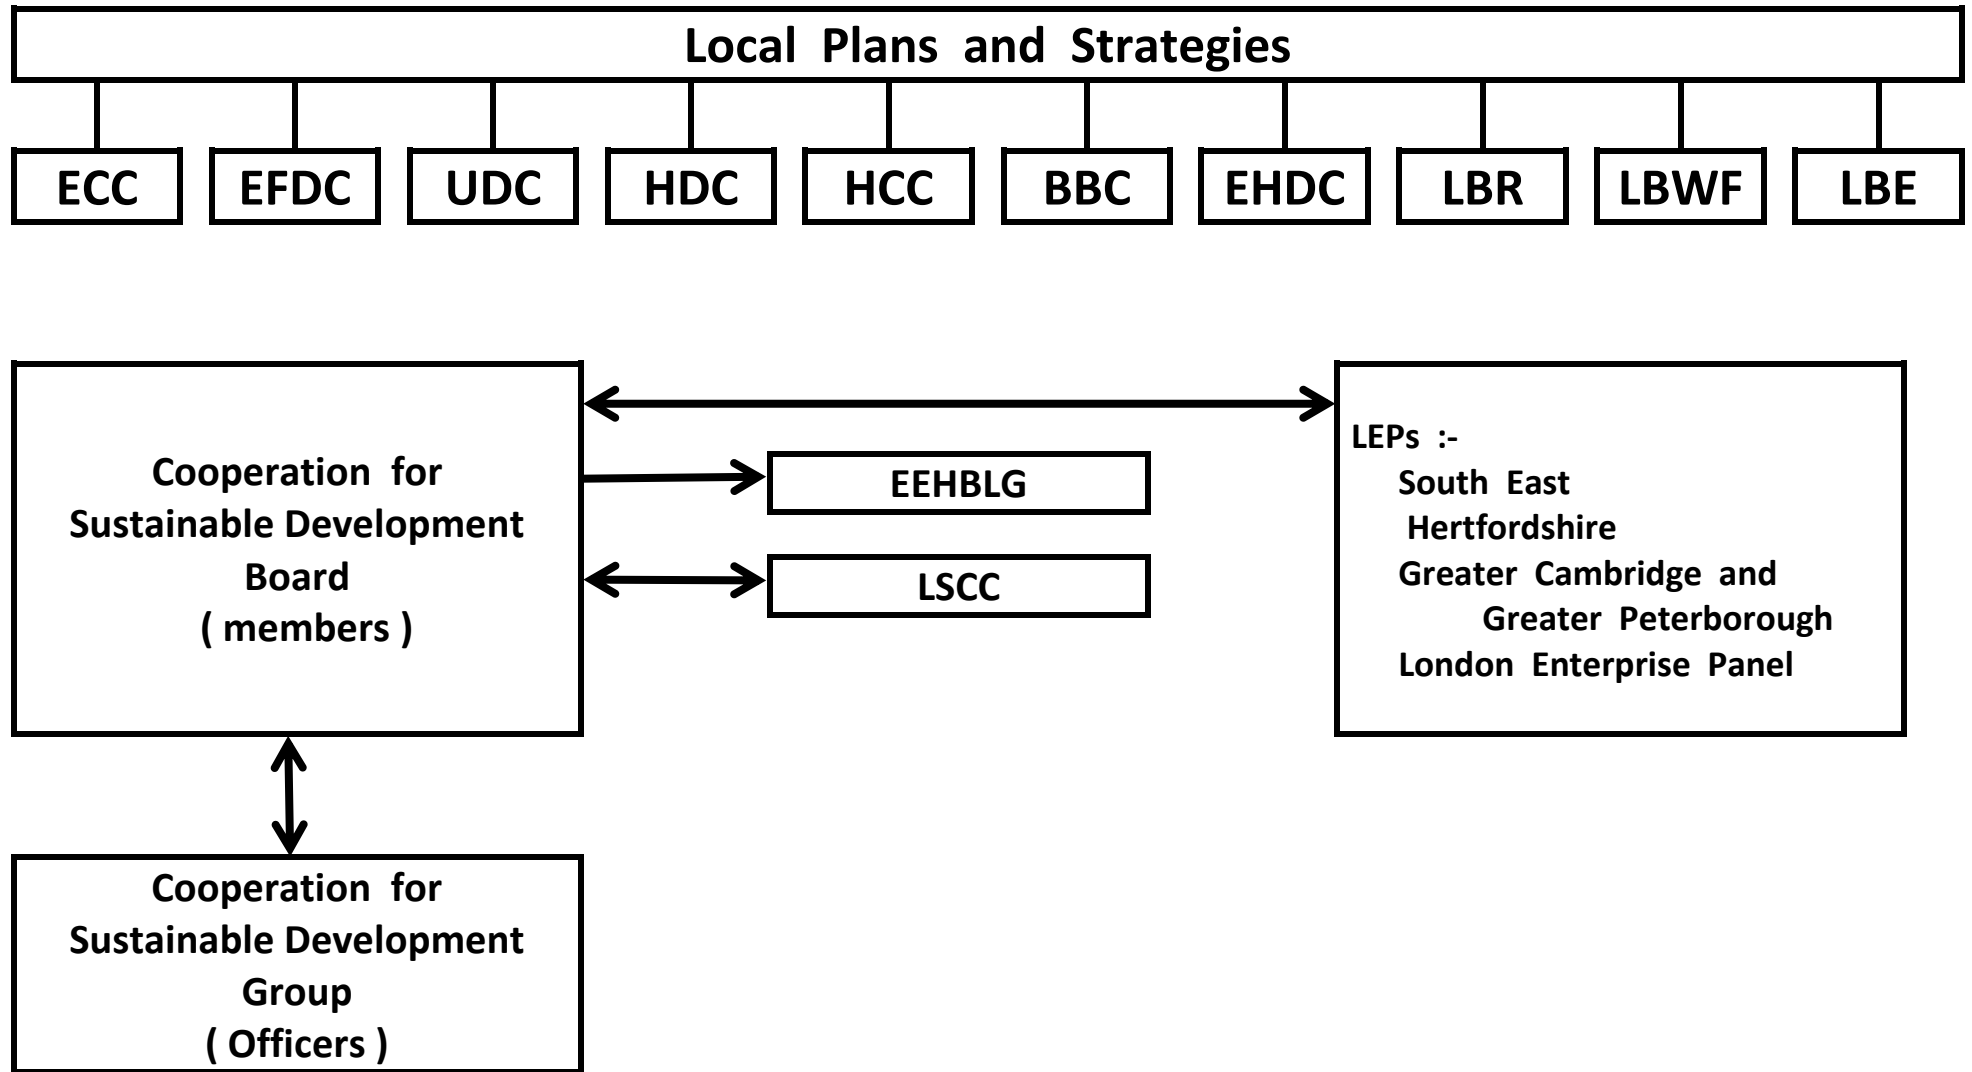 Local Plans and Strategies
ECC EFDC UDC HDC HCC BBC EHDC LBR LBWF LBE
Cooperation for
Sustainable Development
Board
( members )
EEHBLG
LSCC
LEPs :-
South East
Hertfordshire
Greater Cambridge and
Greater Peterborough
London Enterprise Panel
Cooperation for
Sustainable Development
Group
( Officers )